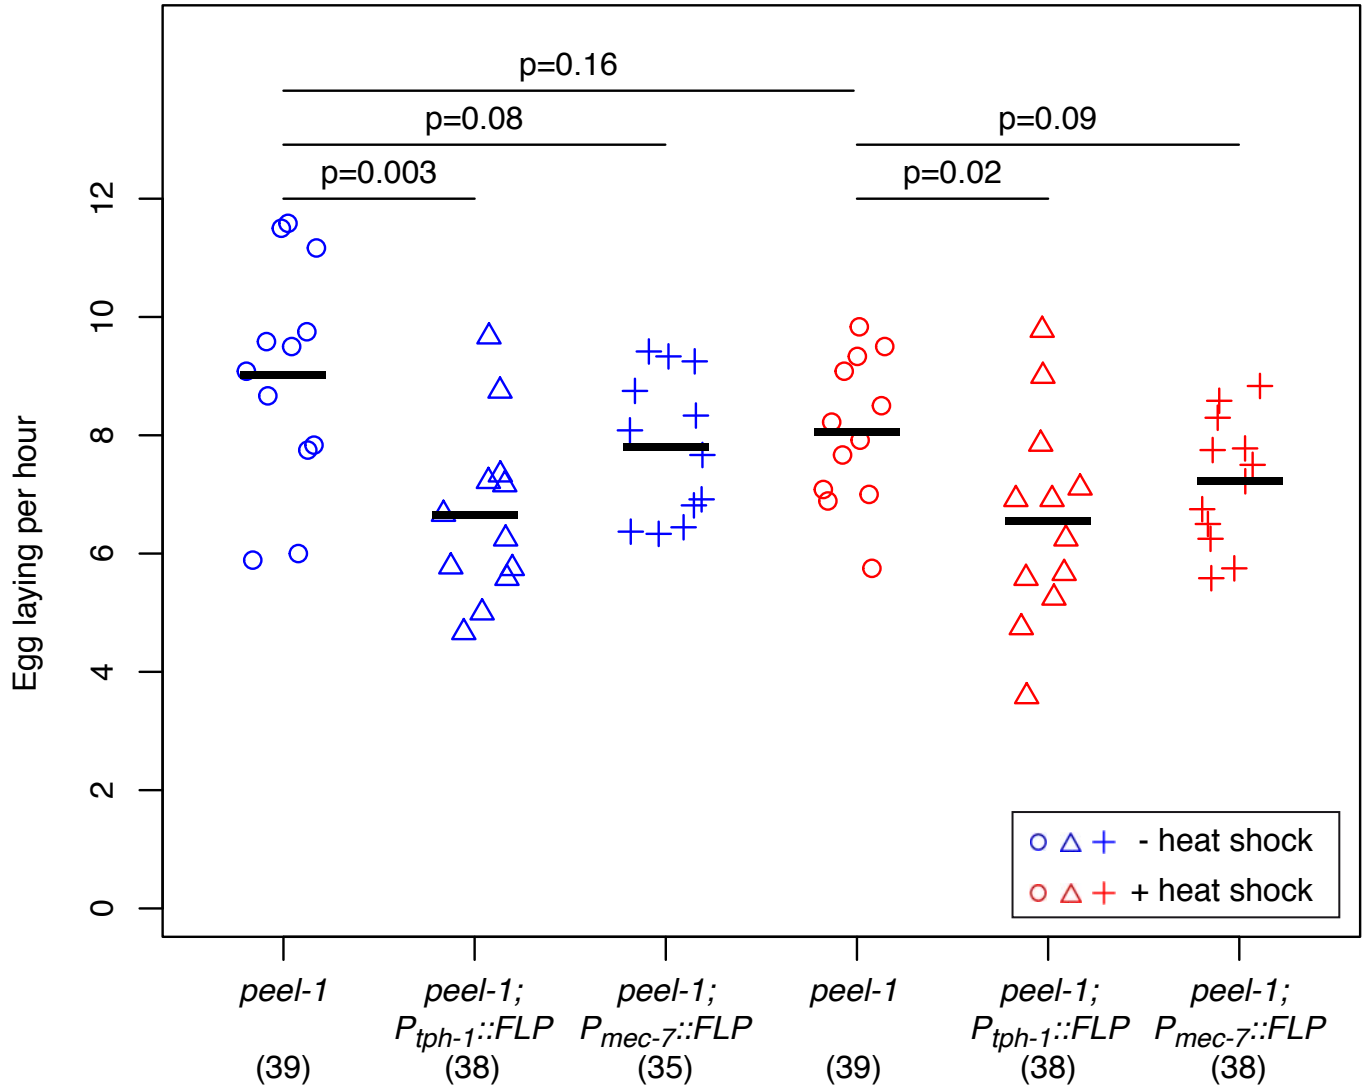 p=0.16
p=0.08
p=0.09
p=0.003
p=0.02
12
10
8
6
4
2
0
Egg laying per hour
- heat shock
+ heat shock
peel-1 peel-1; peel-1; peel-1 peel-1; peel-1;
Ptph-1::FLP Pmec-7::FLP Ptph-1::FLP Pmec-7::FLP
(39) (38) (35) (39) (38) (38)